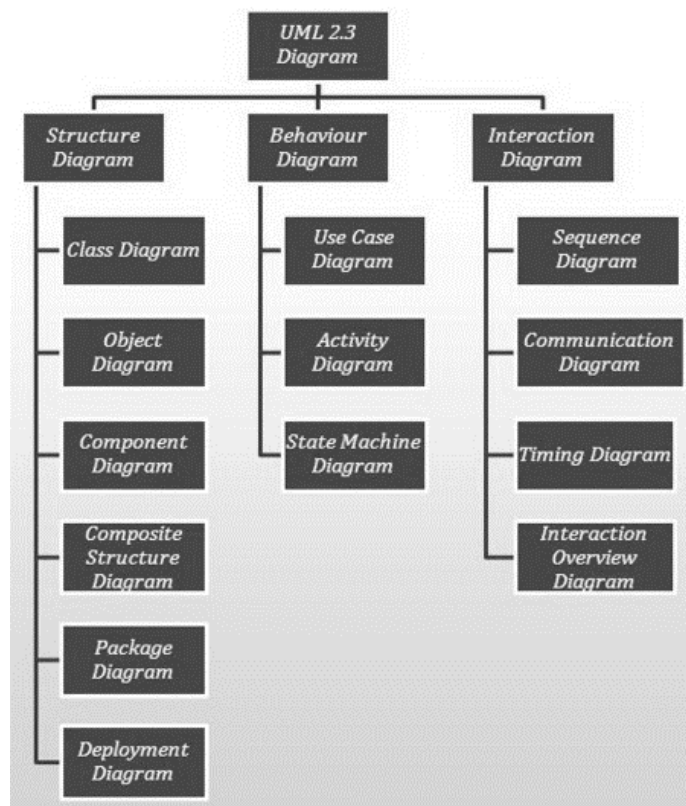 UML 2.3
Diagram
Structure
Diagram
Class Diagram
Object
Diagram
Component
Diagram
Composite
Structure
Diagram
Package
Diagram
Deployment
Diagram
Behaviour
Diagram
Use Case
Diagram
Activity
Diagram
State Machine
Diagram
Interaction
Diagram
Sequence
Diagram
Communication
Diagram
Timing Diagram
Interaction
Overview
Diagram